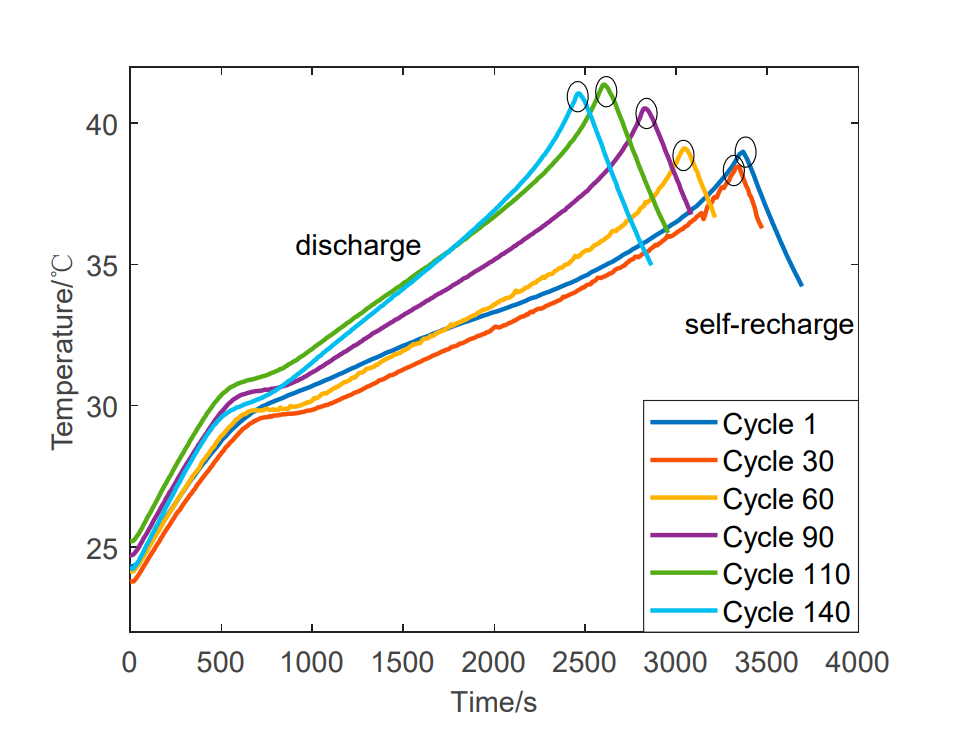 40
35
30
25
Temperature/℃
discharge
self-recharge
Cycle 1
Cycle 30
Cycle 60
Cycle 90
Cycle 110
Cycle 140
0 500 1000 1500 2000 2500 3000 3500 4000
Time/s